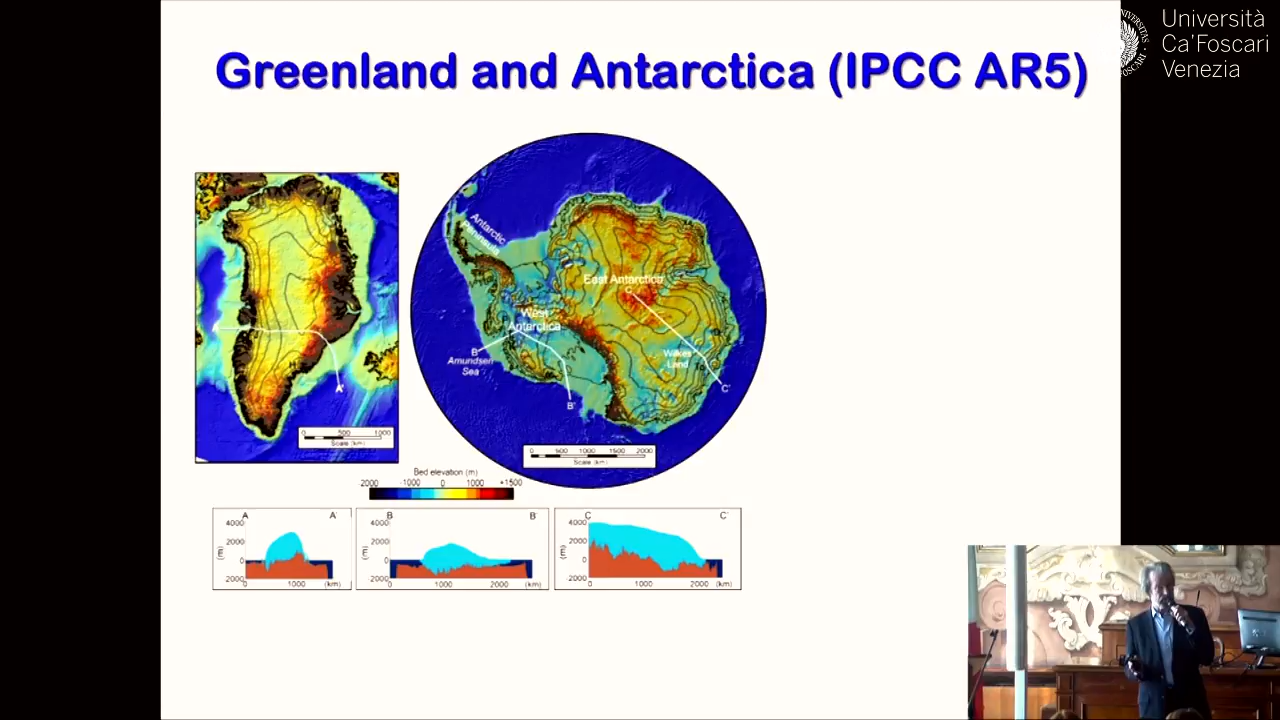 Università
Ca'Foscari
Venezia
Greenland and Antarctica (IPCC AR5)
Antarctic
Peninsula
East Antarctica
C
West
Antarctica
A
B
Amundsen
Sea
Wilkes
Land
A'
C'
B'
0 500 1000
Scale (km)
0 500 1000 1500 2000
Scale (km)
Bed elevation (m)
-2000 -1000 0 1000 +1500
A A'
4000
2000
0
2000
(m)
0 1000 (km)
B B'
4000
2000
0
2000
(m)
0 1000 2000 (km)
C C'
4000
2000
0
2000
(m)
0 1000 2000 (km)